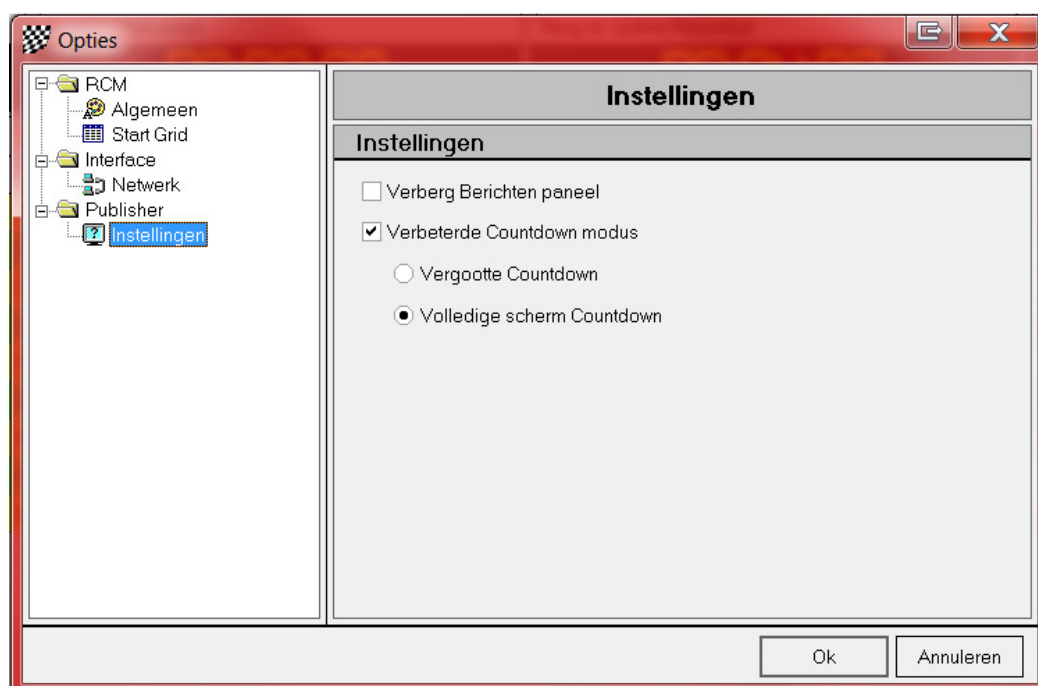 Opties
RCM
Algemeen
Start Grid
Interface
Netwerk
Publisher
Instellingen
Instellingen
Instellingen
Verberg Berichten paneel
Verbeterde Countdown modus
Vergootte Countdown
Volledige scherm Countdown
Ok
Annuleren